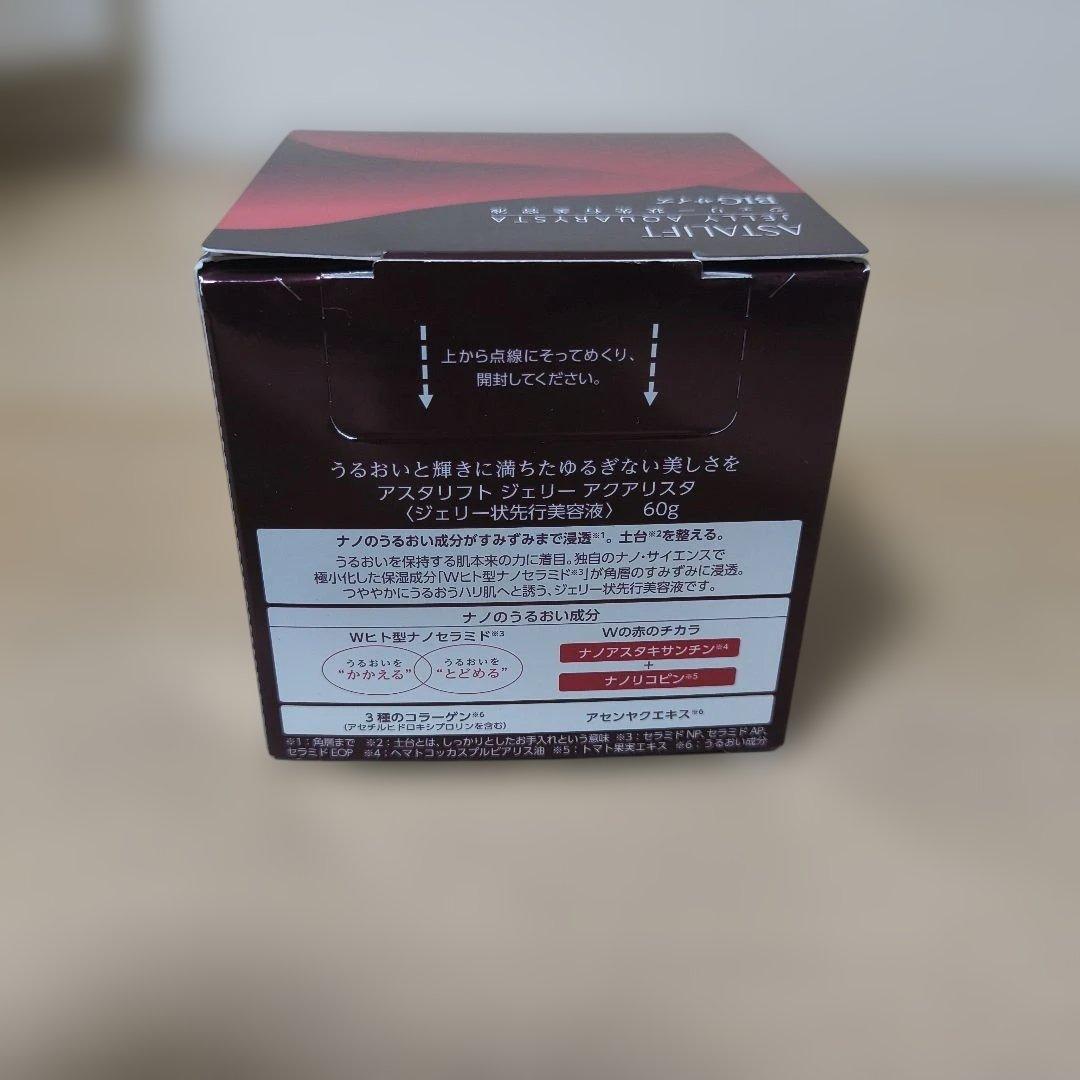 ASTALIFT
JELLY AQUARYSTA
ジェリー状先行美容液
BIGサイズ
上から点線にそってめくり、
開封してください。
うるおいと輝きに満ちたゆるぎない美しさを
アスタリフト ジェリー アクアリスタ
〈ジェリー状先行美容液〉 60g
ナノのうるおい成分がすみずみまで浸透※1。土台※2を整える。
うるおいを保持する肌本来の力に着目。独自のナノ・サイエンスで
極小化した保湿成分「Wヒト型ナノセラミド※3」が角層のすみずみに浸透。
つややかにうるおうハリ肌へと誘う、ジェリー状先行美容液です。
ナノのうるおい成分
Wヒト型ナノセラミド※3
うるおいを
“かかえる”
うるおいを
“とどめる”
Wの赤のチカラ
ナノアスタキサンチン※4
+
ナノリコピン※5
3種のコラーゲン※6
(アセチルヒドロキシプロリンを含む)
アセンヤクエキス※6
※1：角層まで ※2：土台とは、しっかりとしたお手入れという意味 ※3：セラミドNP、セラミドAP、
セラミドEOP ※4：ヘマトコッカスプルビアリス油 ※5：トマト果実エキス ※6：うるおい成分